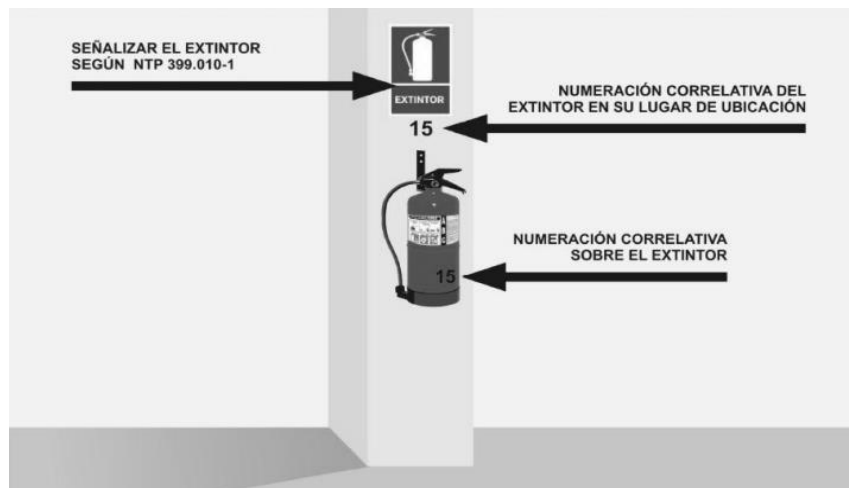 SEÑALIZAR EL EXTINTOR
SEGÚN NTP 399.010-1
EXTINTOR
NUMERACIÓN CORRELATIVA DEL
EXTINTOR EN SU LUGAR DE UBICACIÓN
15
NUMERACIÓN CORRELATIVA
SOBRE EL EXTINTOR
15